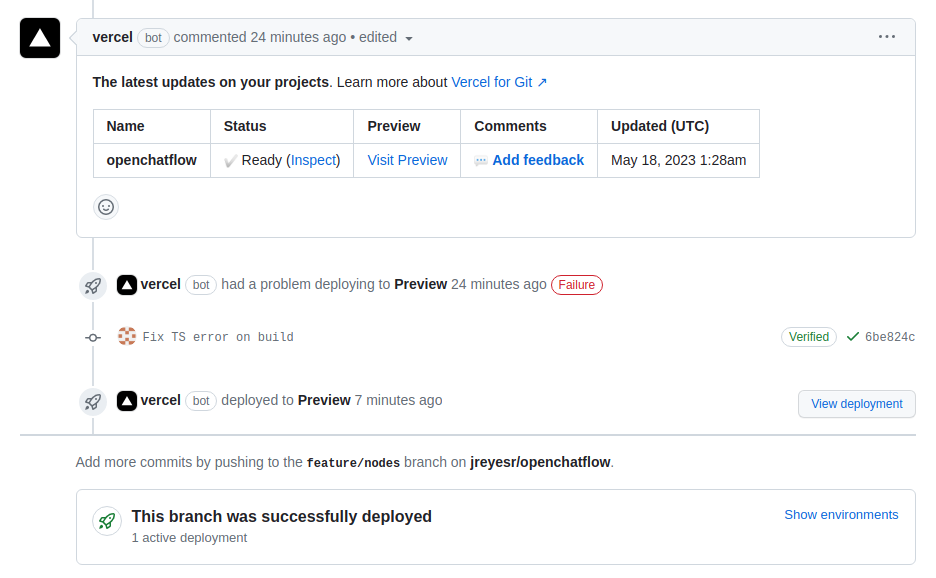 vercel bot commented 24 minutes ago • edited
The latest updates on your projects. Learn more about Vercel for Git ↗
Name Status Preview Comments Updated (UTC)
openchatflow ✔️ Ready (Inspect) Visit Preview 💬 Add feedback May 18, 2023 1:28am
vercel bot had a problem deploying to Preview 24 minutes ago Failure
Fix TS error on build Verified 6be824c
vercel bot deployed to Preview 7 minutes ago View deployment
Add more commits by pushing to the feature/nodes branch on jreyesr/openchatflow.
This branch was successfully deployed Show environments
1 active deployment